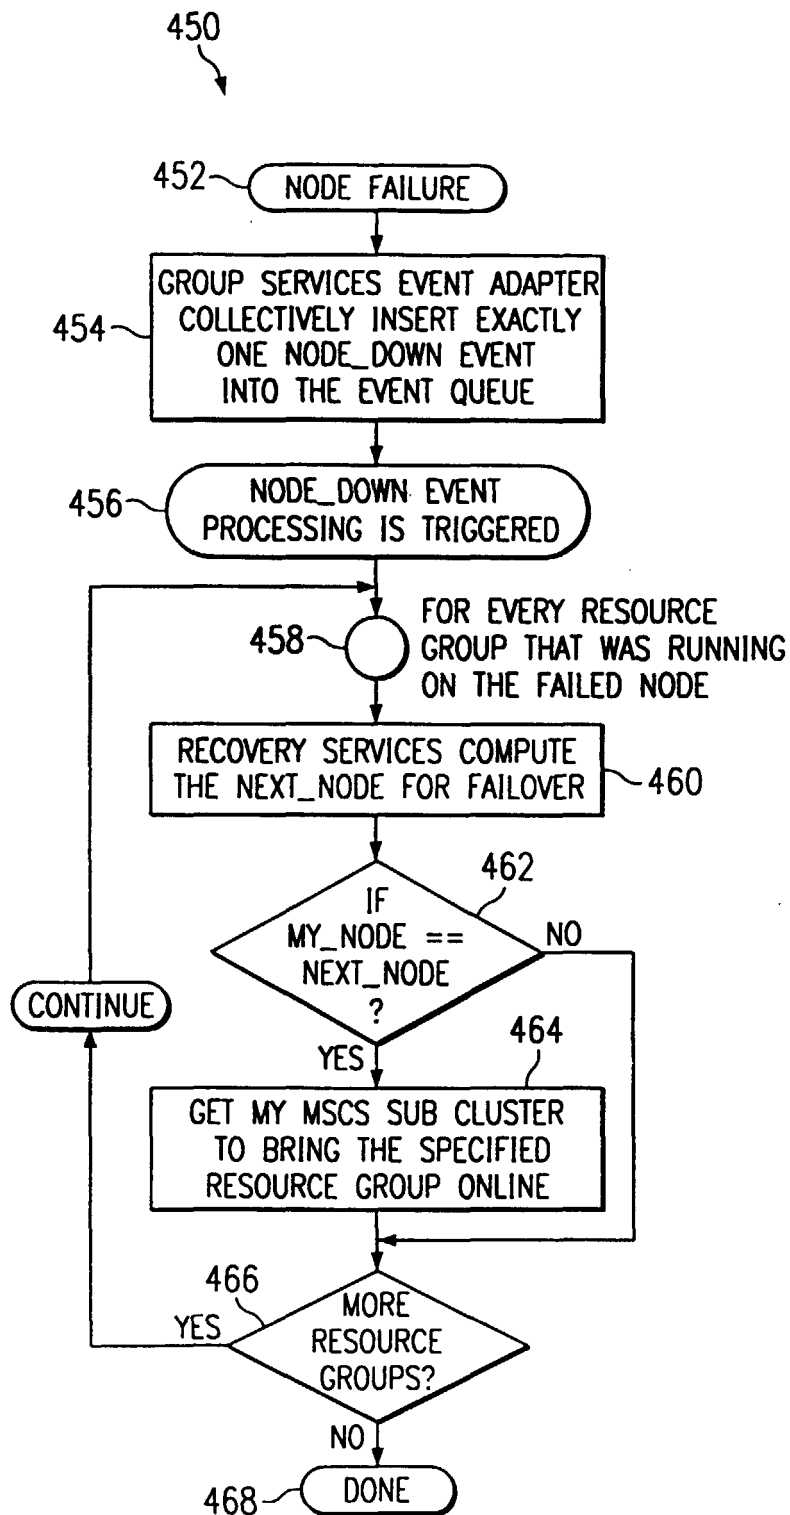 450
452
NODE FAILURE
454
GROUP SERVICES EVENT ADAPTER
COLLECTIVELY INSERT EXACTLY
ONE NODE_DOWN EVENT
INTO THE EVENT QUEUE
456
NODE_DOWN EVENT
PROCESSING IS TRIGGERED
458
FOR EVERY RESOURCE
GROUP THAT WAS RUNNING
ON THE FAILED NODE
RECOVERY SERVICES COMPUTE
THE NEXT_NODE FOR FAILOVER
460
462
IF
MY_NODE ==
NEXT_NODE
?
NO
CONTINUE
YES
464
GET MY MSCS SUB CLUSTER
TO BRING THE SPECIFIED
RESOURCE GROUP ONLINE
466
YES
MORE
RESOURCE
GROUPS?
NO
468
DONE